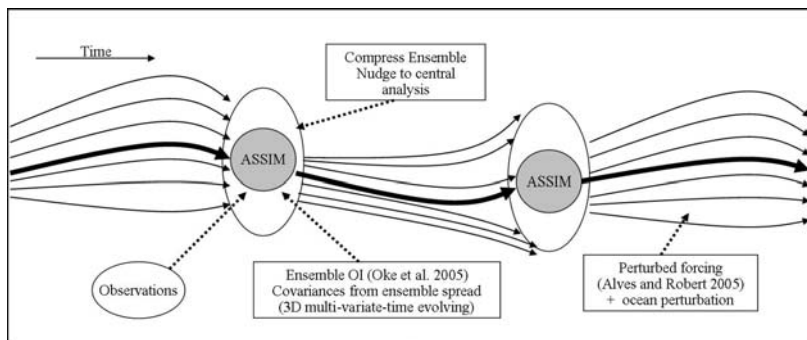 Time
Compress Ensemble
Nudge to central
analysis
ASSIM
ASSIM
Observations
Ensemble OI (Oke et al. 2005)
Covariances from ensemble spread
(3D multi-variate-time evolving)
Perturbed forcing
(Alves and Robert 2005)
+ ocean perturbation